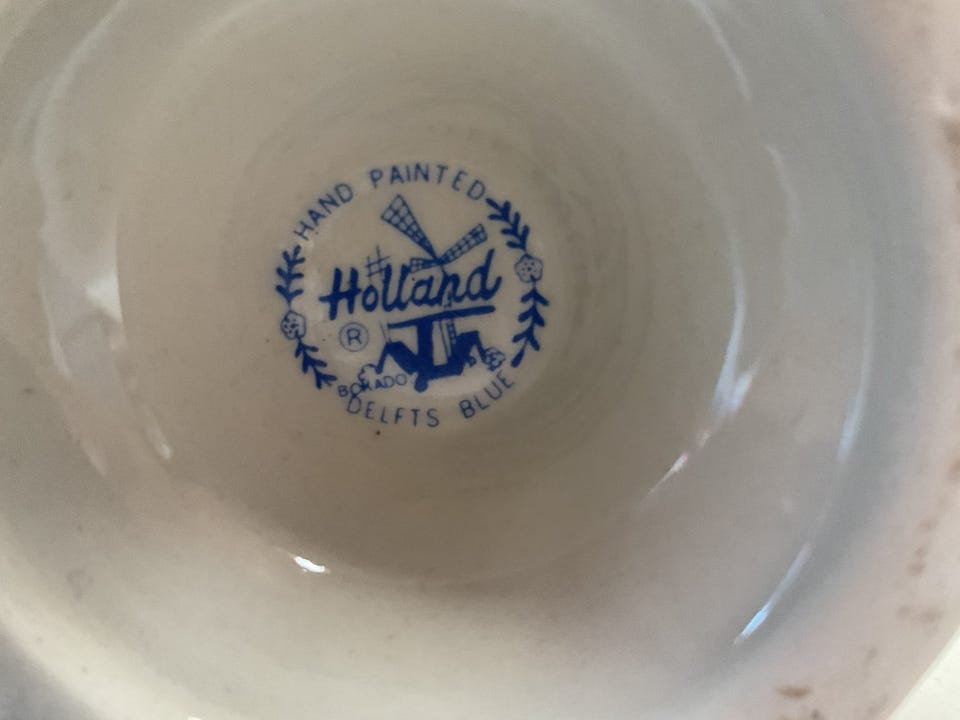 HAND PAINTED
Holland
®
BORADO
DELFTS BLUE